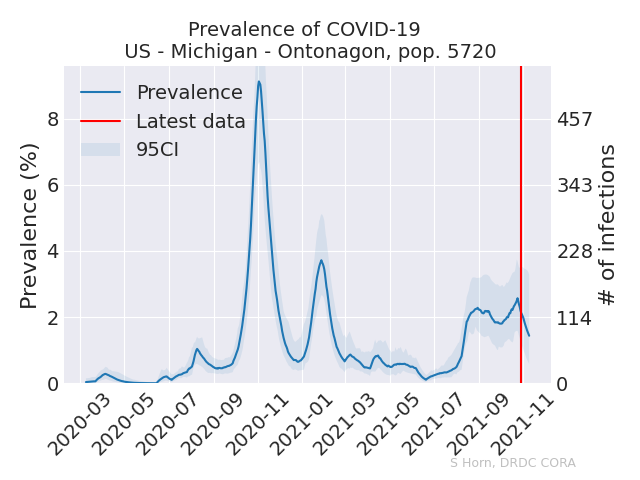 Prevalence of COVID-19
US - Michigan - Ontonagon, pop. 5720
Prevalence
Latest data
95CI
Prevalence (%)
8
6
4
2
0
457
343
228
114
0
# of infections
2020-03
2020-05
2020-07
2020-09
2020-11
2021-01
2021-03
2021-05
2021-07
2021-09
2021-11
S Horn, DRDC CORA